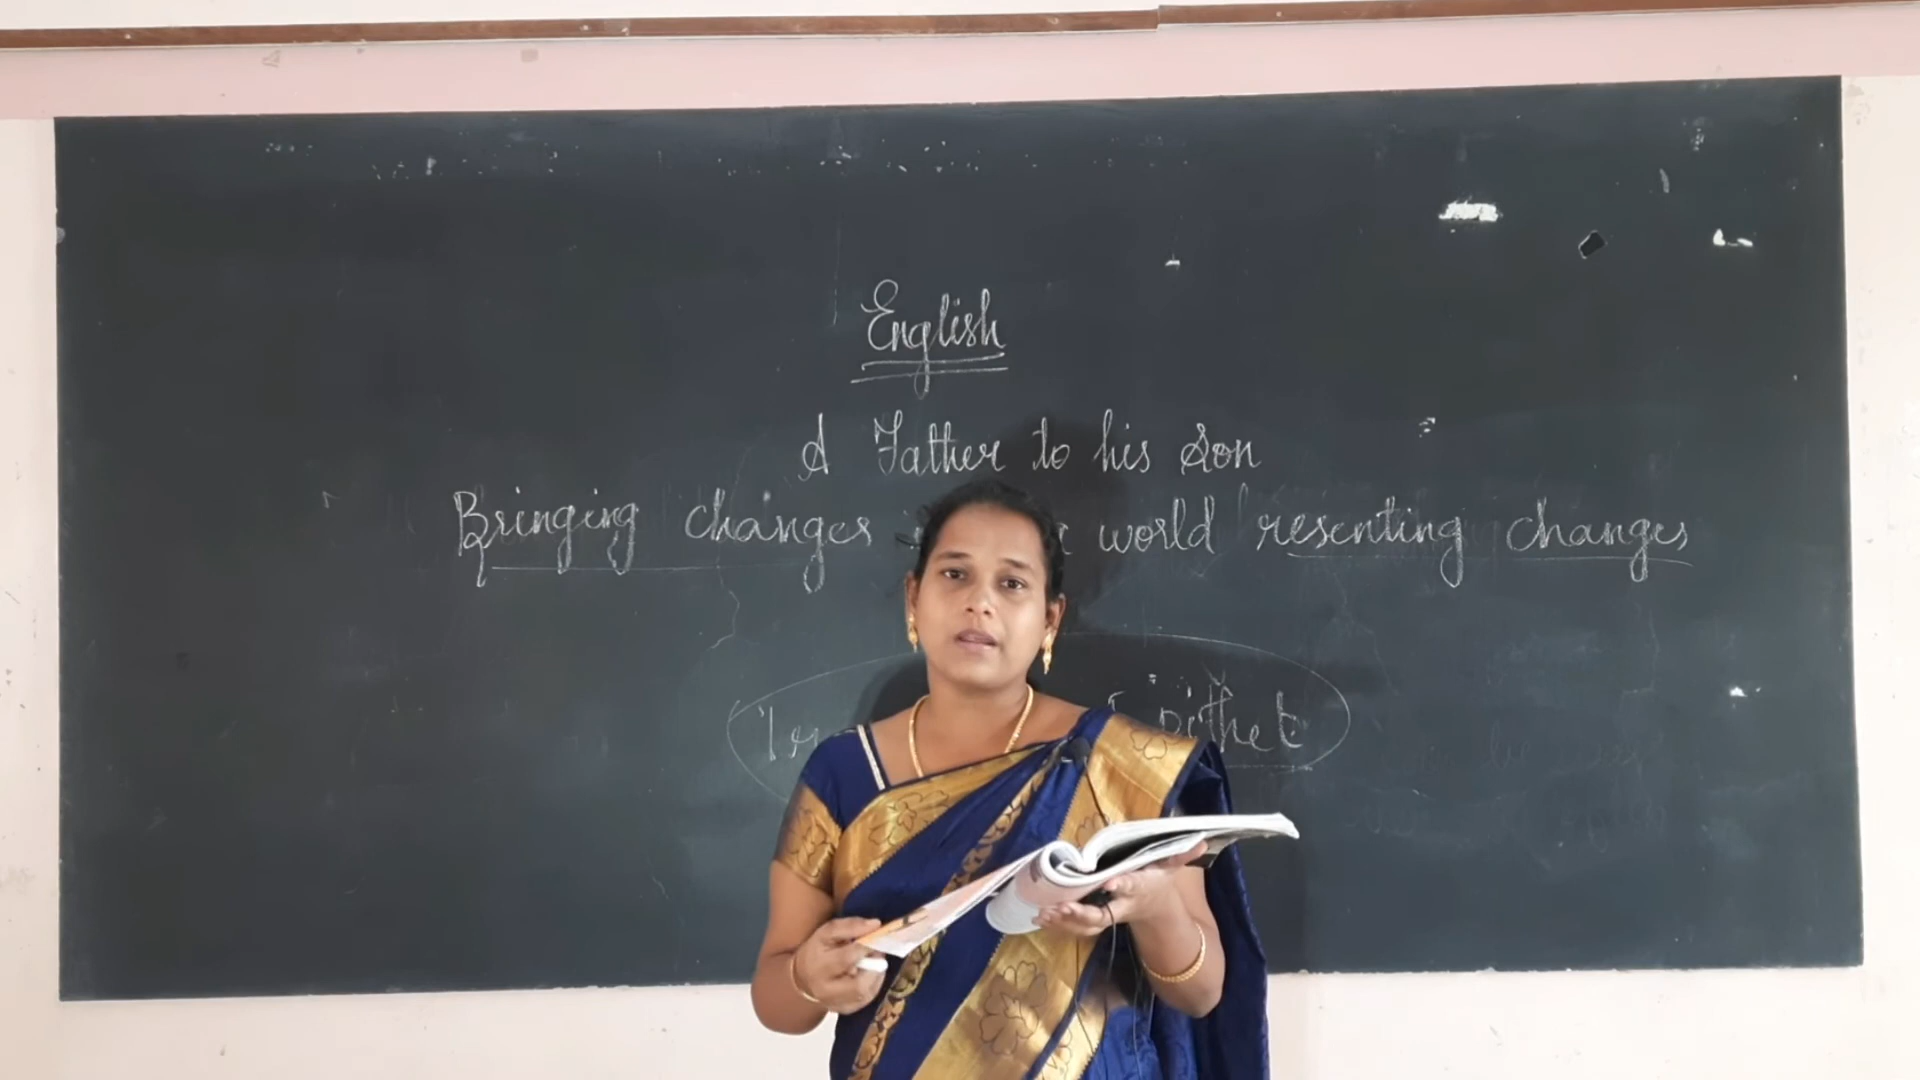 English
A Father to his Son
Bringing changes world resenting changes